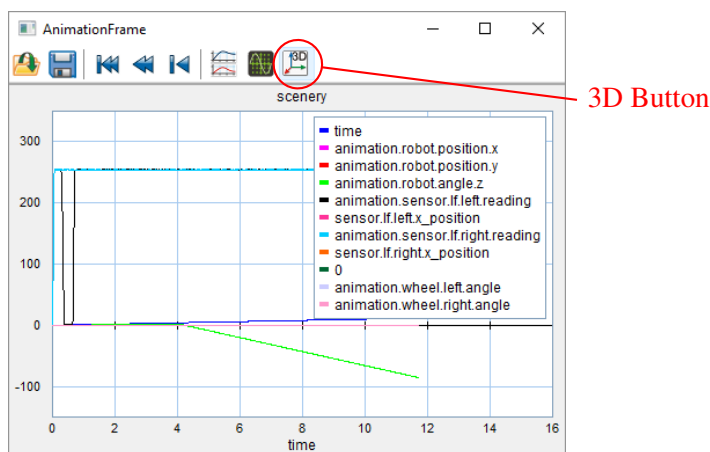 AnimationFrame
3D
3D Button
scenery
time
animation.robot.position.x
animation.robot.position.y
animation.robot.angle.z
animation.sensor.lf.left.reading
sensor.lf.left.x_position
animation.sensor.lf.right.reading
sensor.lf.right.x_position
0
animation.wheel.left.angle
animation.wheel.right.angle
300
200
100
0
-100
0 2 4 6 8 10 12 14 16
time